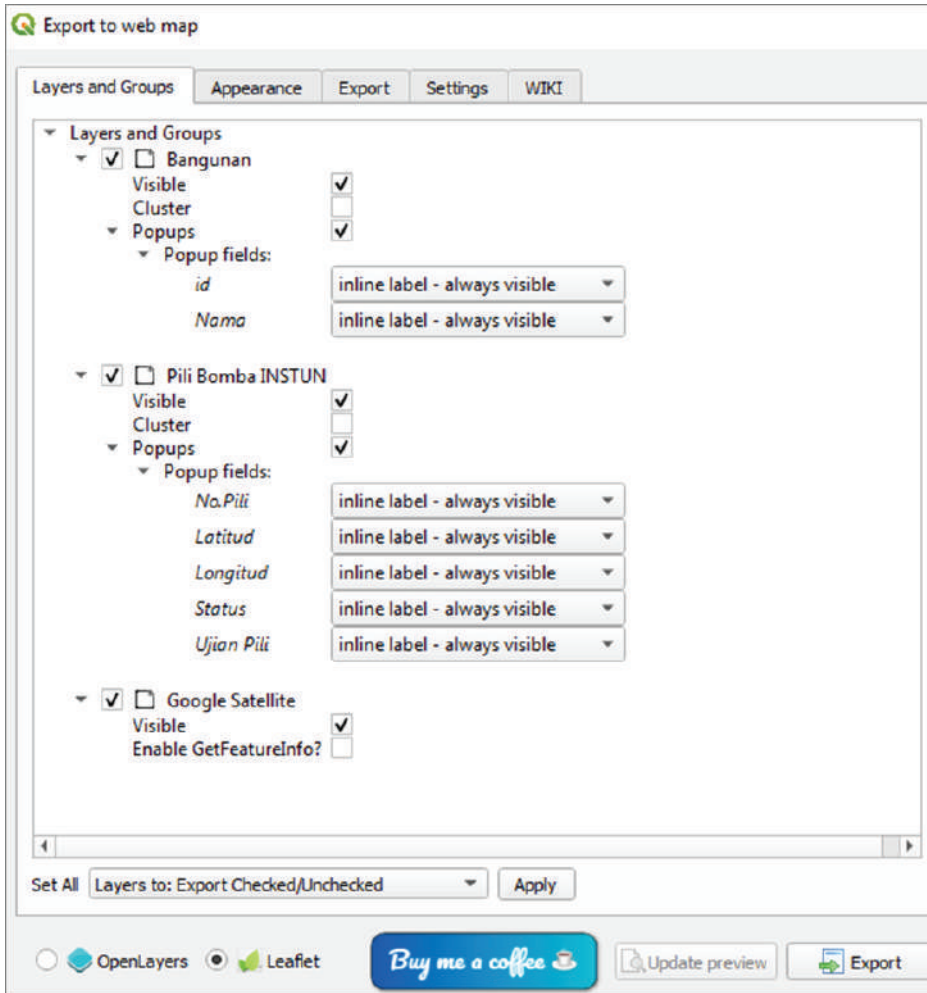 Export to web map
Layers and Groups Appearance Export Settings WIKI
Layers and Groups
Bangunan
Visible
Cluster
Popups
Popup fields:
id inline label - always visible
Nama inline label - always visible
Pili Bomba INSTUN
Visible
Cluster
Popups
Popup fields:
No.Pili inline label - always visible
Latitud inline label - always visible
Longitud inline label - always visible
Status inline label - always visible
Ujian Pili inline label - always visible
Google Satellite
Visible
Enable GetFeatureInfo?
Set All Layers to: Export Checked/Unchecked Apply
OpenLayers Leaflet Buy me a coffee Update preview Export